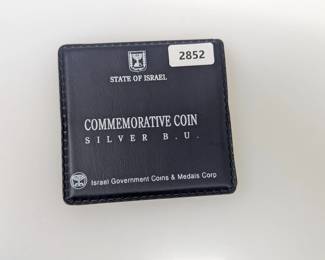 2852
STATE OF ISRAEL
COMMEMORATIVE COIN
SILVER B.U.
Israel Government Coins & Medals Corp